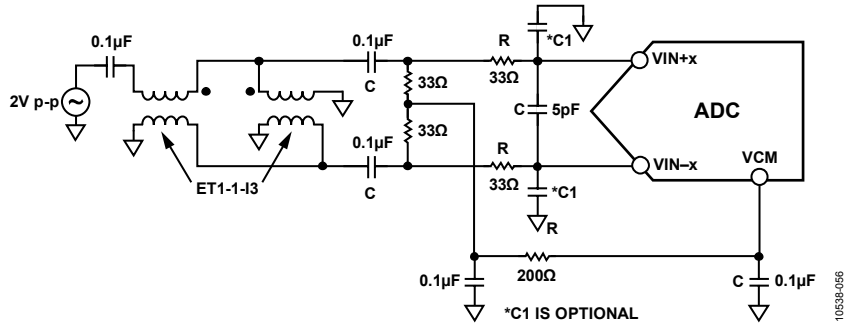 0.1µF
2V p-p
ET1-1-I3
0.1µF
C
33Ω
33Ω
0.1µF
C
R
33Ω
*C1
C
5pF
R
33Ω
*C1
R
VIN+x
ADC
VIN–x
VCM
0.1µF
200Ω
C
0.1µF
*C1 IS OPTIONAL
10538-056